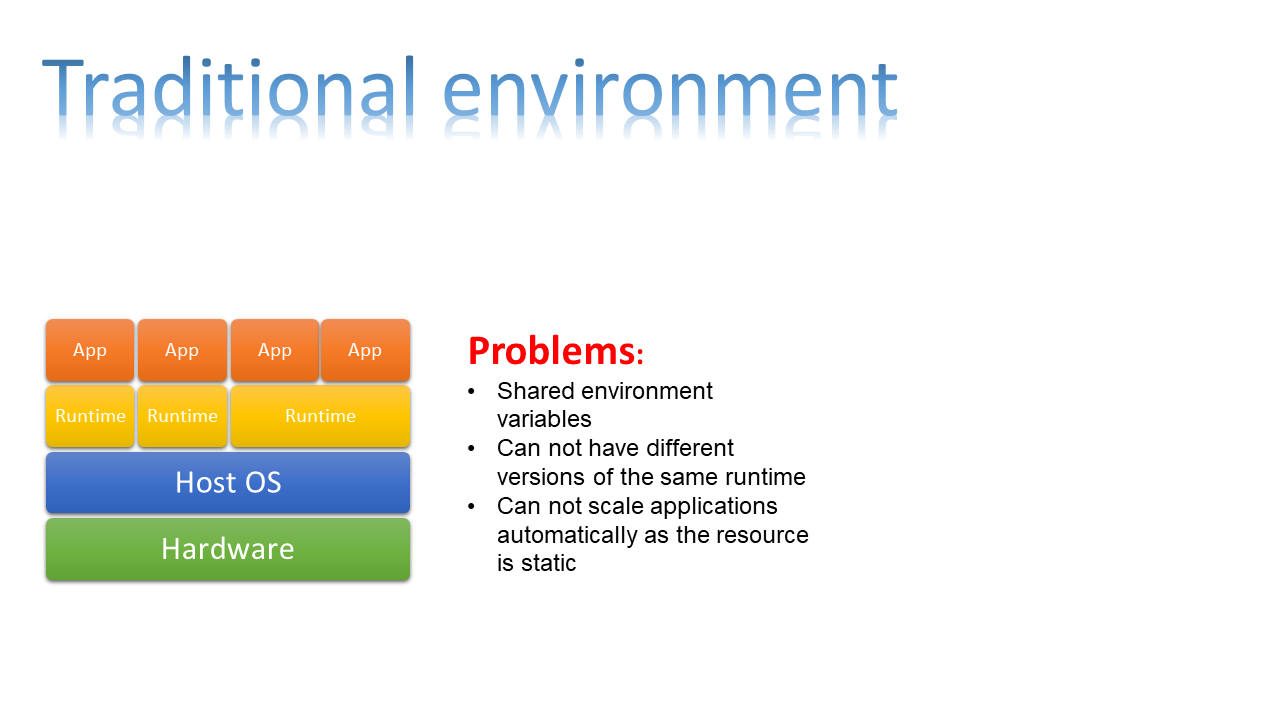 Traditional environment
App App App App
Runtime Runtime Runtime
Host OS
Hardware
Problems:
• Shared environment
variables
• Can not have different
versions of the same runtime
• Can not scale applications
automatically as the resource
is static